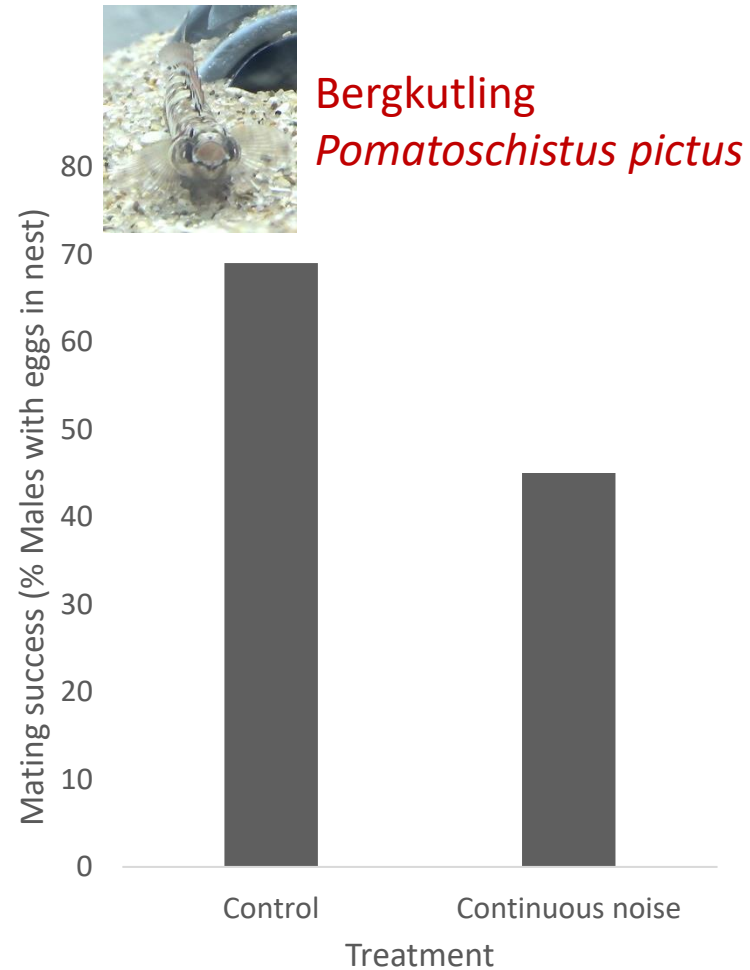 Bergkutling
Pomatoschistus pictus
Mating success (% Males with eggs in nest)
80
70
60
50
40
30
20
10
0
Control
Continuous noise
Treatment